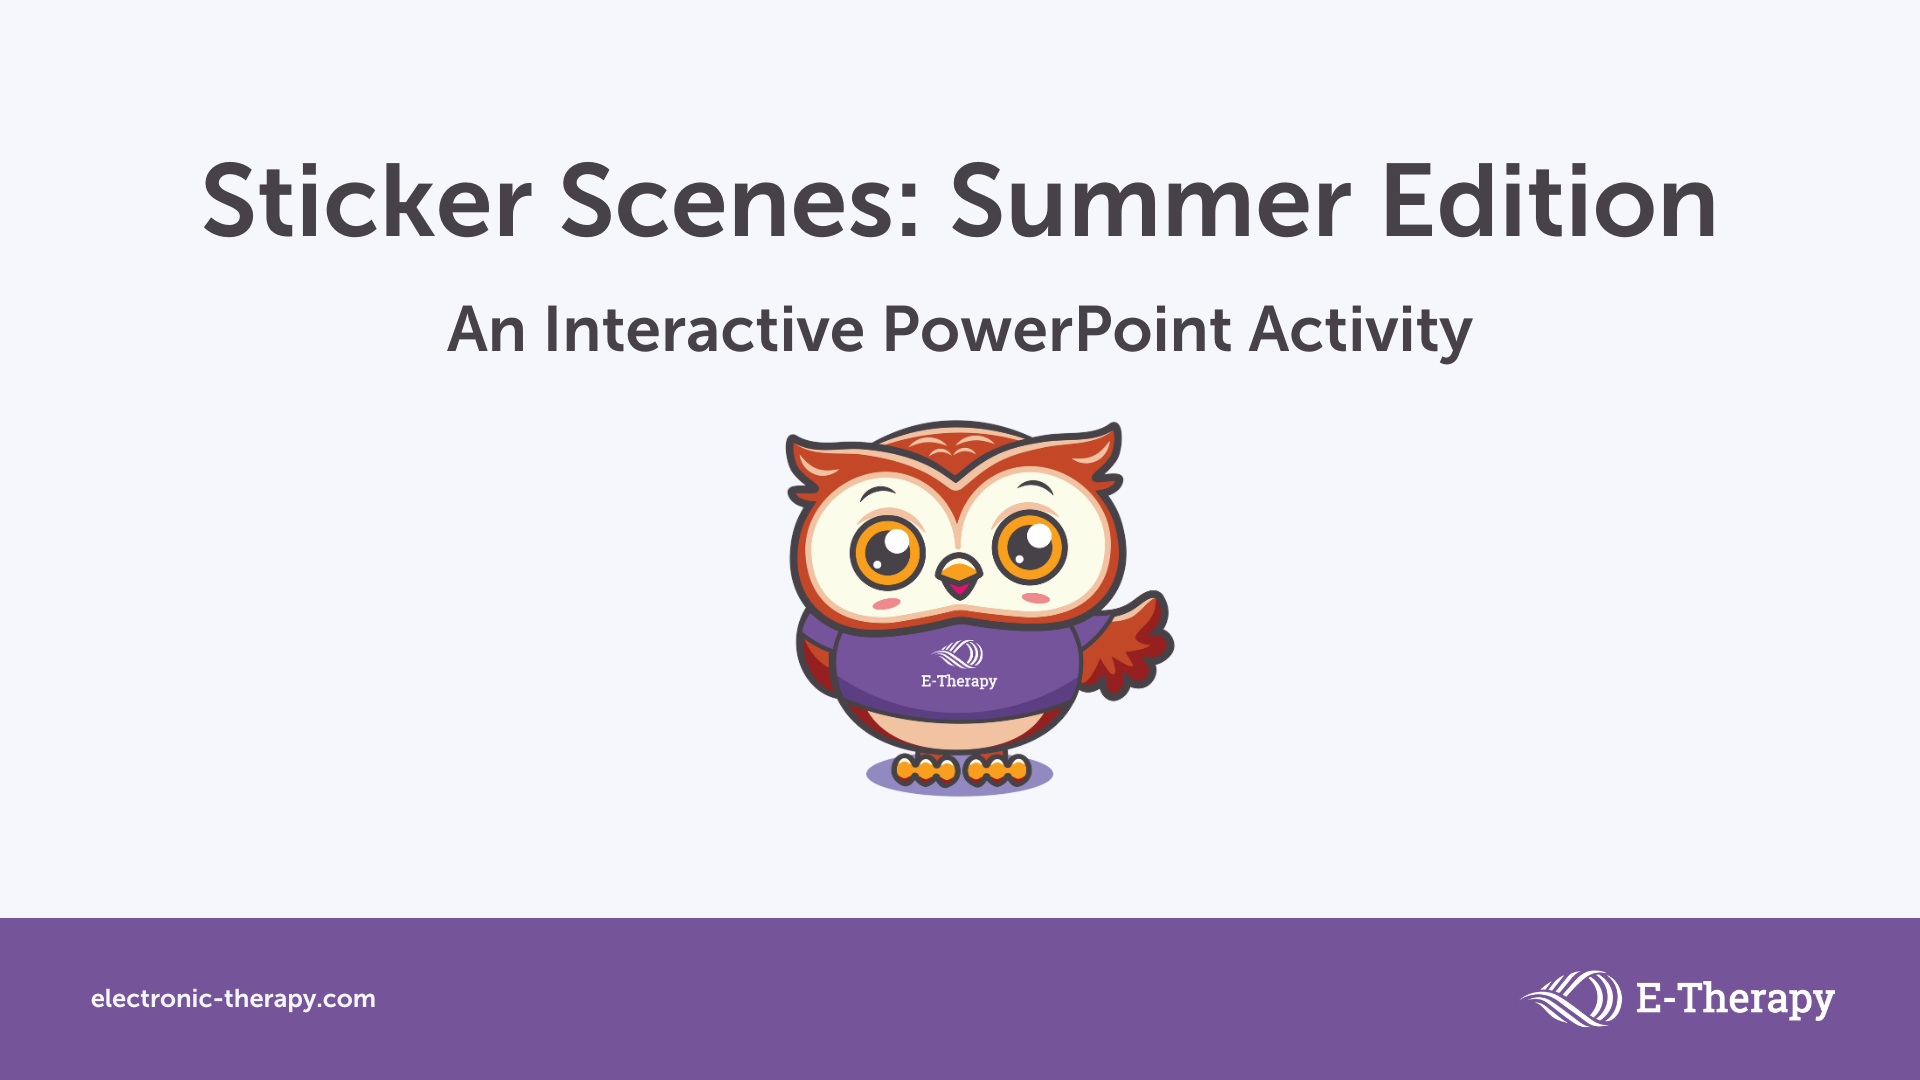 Sticker Scenes: Summer Edition
An Interactive PowerPoint Activity
E-Therapy
electronic-therapy.com
E-Therapy